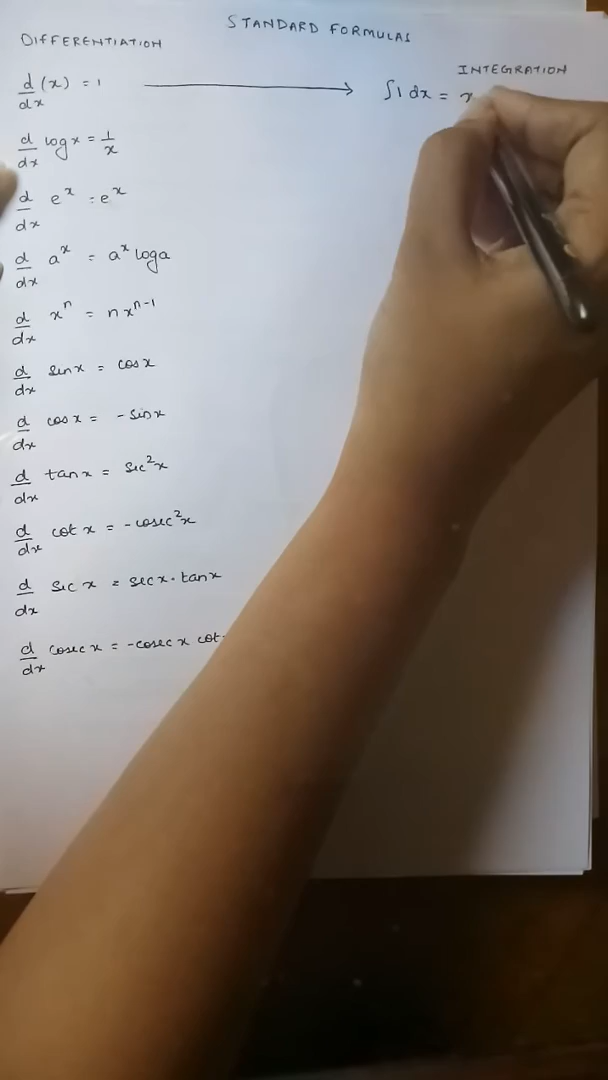 STANDARD FORMULAS
DIFFERENTIATION
INTEGRATION
d/dx (x) = 1 ⟶ ∫1 dx = x
d/dx log x = 1/x
d/dx e^x = e^x
d/dx a^x = a^x log a
d/dx x^n = n x^{n-1}
d/dx sin x = cos x
d/dx cos x = - sin x
d/dx tan x = sec^2 x
d/dx cot x = - cosec^2 x
d/dx sec x = sec x · tan x
d/dx cosec x = - cosec x cot